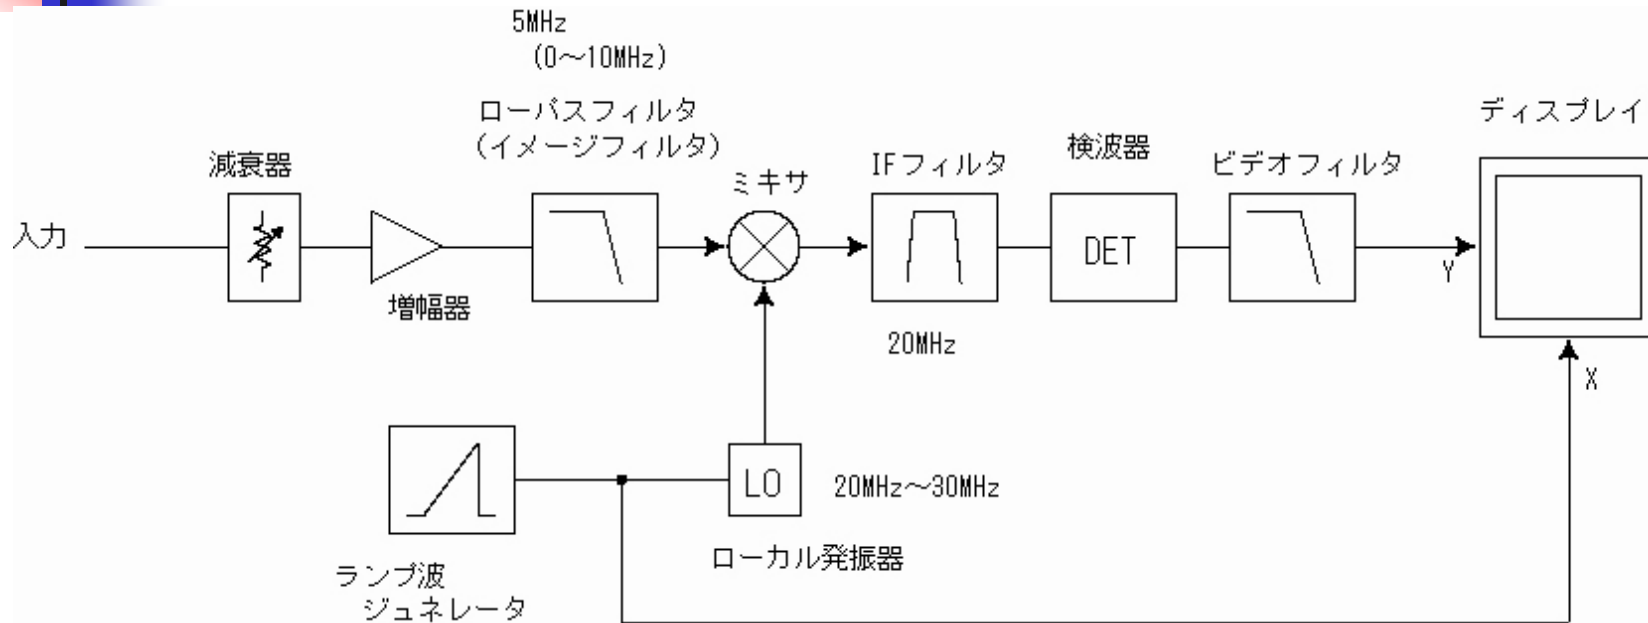 5MHz
(0～10MHz)
ローパスフィルタ
(イメージフィルタ)
減衰器
ミキサ
IFフィルタ
検波器
ビデオフィルタ
ディスプレイ
入力
DET
Y
増幅器
20MHz
X
LO
20MHz～30MHz
ローカル発振器
ランプ波
ジュネレータ